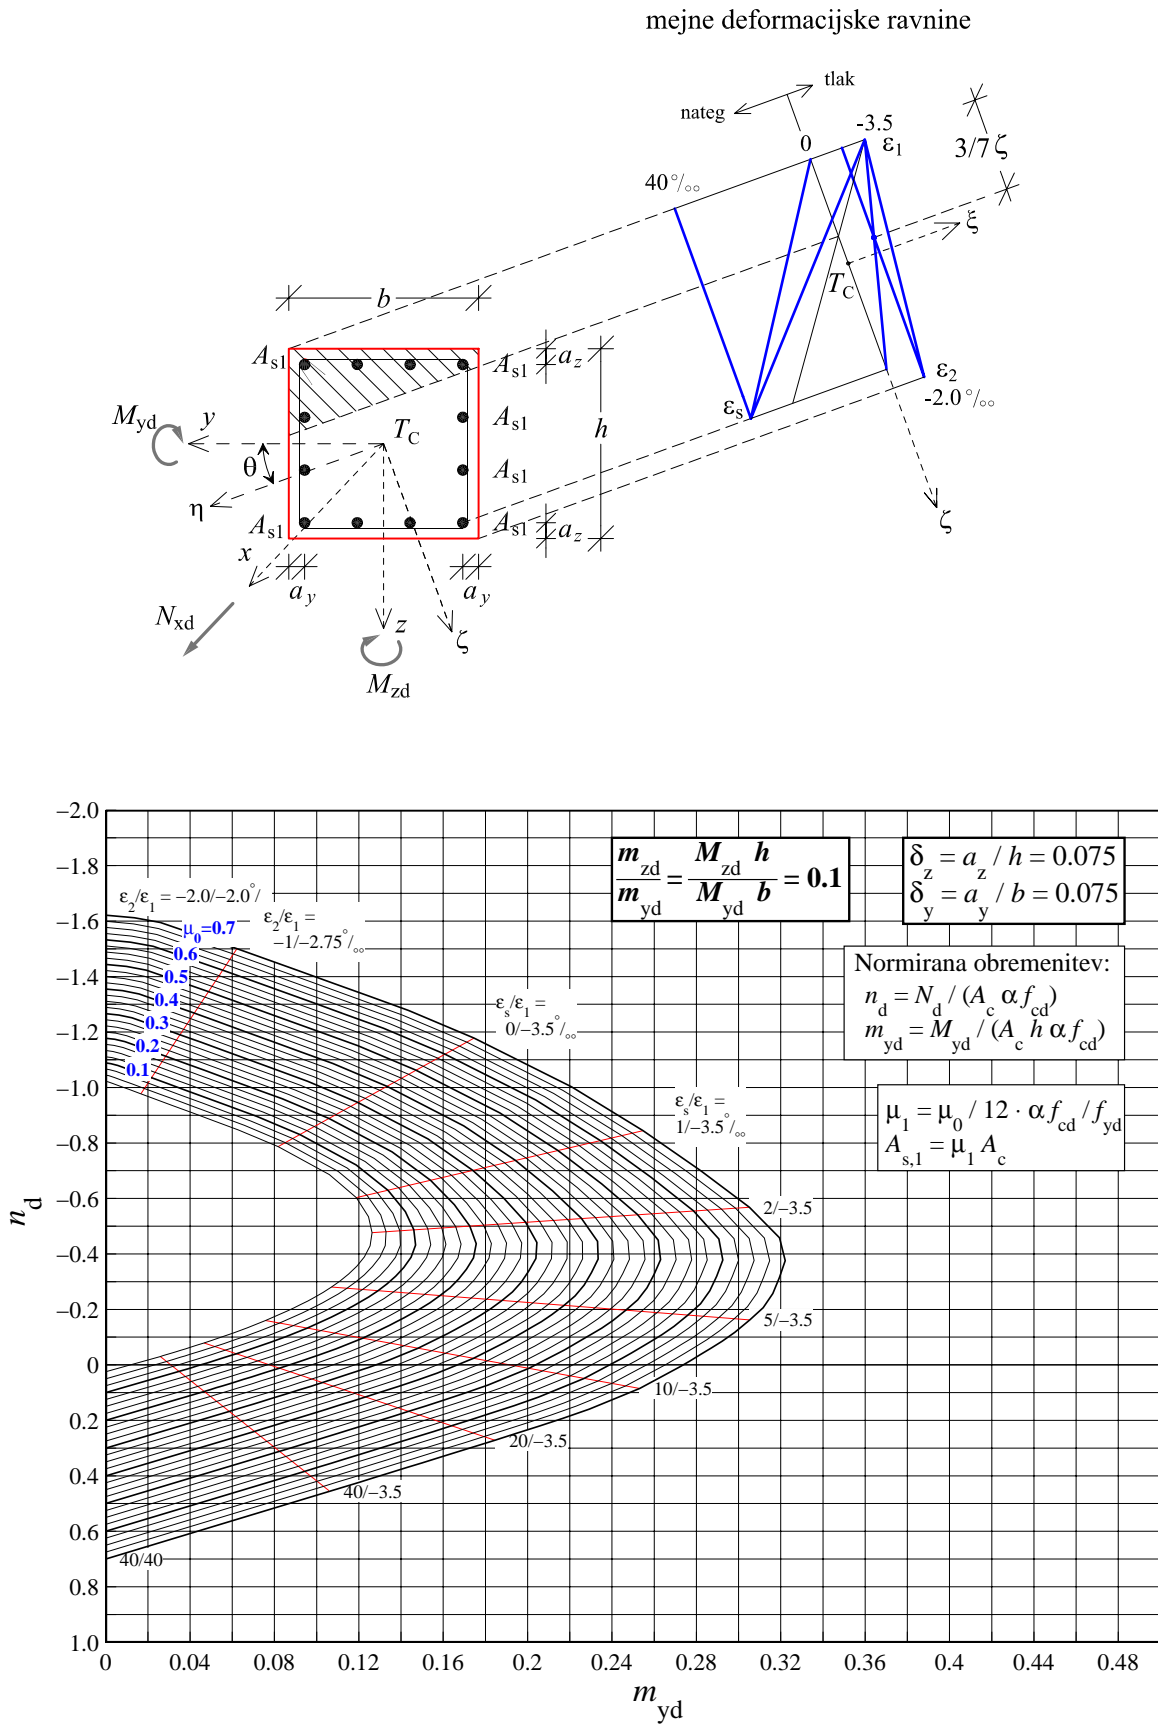 mejne deformacijske ravnine
tlak
nateg
-3.5
0
ε1
3/7 ζ
40 °/oo
ξ
TC
b
As1
As1
az
εs
ε2
-2.0 °/oo
Myd
y
TC
As1
h
θ
As1
η
ζ
As1
As1
az
x
ay
ay
Nxd
z
ζ
Mzd
−2.0
−1.8
−1.6
−1.4
−1.2
−1.0
−0.8
−0.6
−0.4
−0.2
0
0.2
0.4
0.6
0.8
1.0
nd
mzd / myd = Mzd h / Myd b = 0.1
δz = az / h = 0.075
δy = ay / b = 0.075
ε2/ε1 = −2.0/−2.0°/
ε2/ε1 =
−1/−2.75°/oo
μ0=0.7
0.6
0.5
0.4
0.3
0.2
0.1
Normirana obremenitev:
nd = Nd / (Ac α fcd)
myd = Myd / (Ac h α fcd)
εs/ε1 =
0/−3.5°/oo
εs/ε1 =
1/−3.5°/oo
μ1 = μ0 / 12 · α fcd / fyd
As,1 = μ1 Ac
2/−3.5
5/−3.5
10/−3.5
20/−3.5
40/−3.5
40/40
0
0.04
0.08
0.12
0.16
0.2
0.24
0.28
0.32
0.36
0.4
0.44
0.48
myd